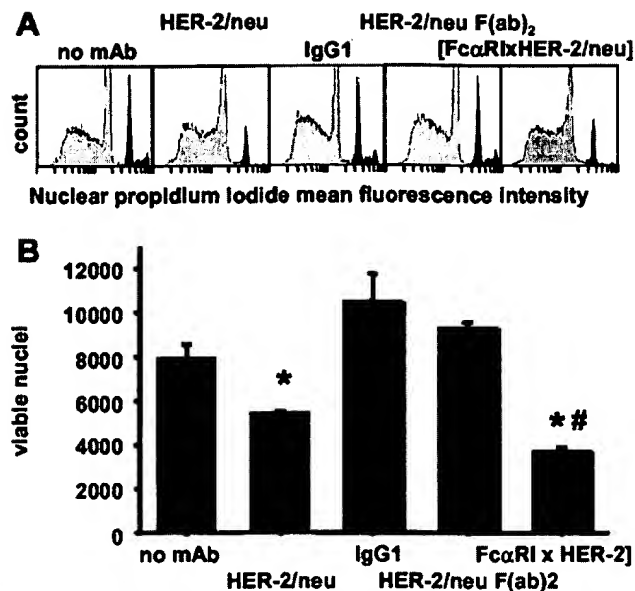 A
HER-2/neu HER-2/neu F(ab)2
no mAb IgG1 [FcαRIxHER-2/neu]
count
Nuclear propidium iodide mean fluorescence intensity
B
12000
10000
8000
6000
4000
2000
0
viable nuclei
*
* #
no mAb IgG1 FcαRI x HER-2]
HER-2/neu HER-2/neu F(ab)2